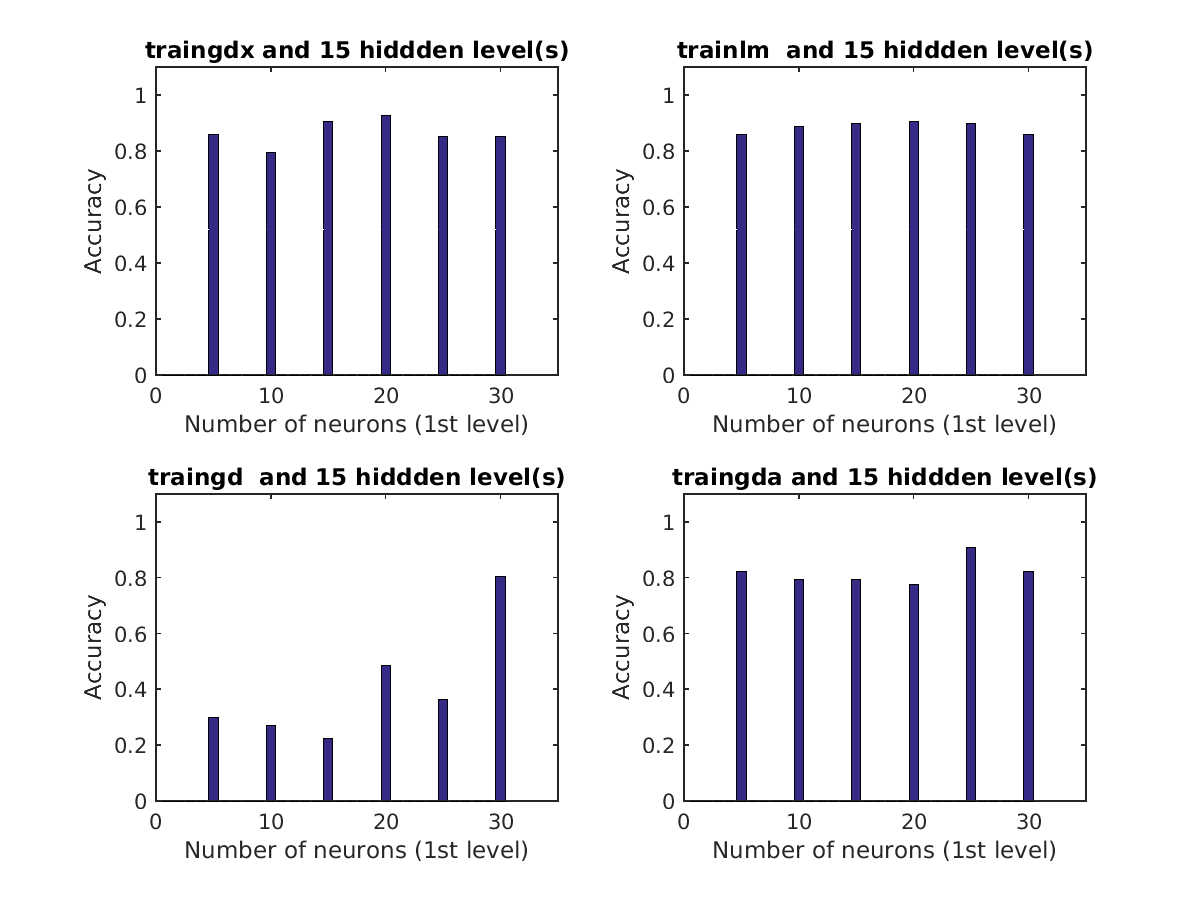 traingdx and 15 hiddden level(s)
1
0.8
0.6
0.4
0.2
0
Accuracy
0 10 20 30
Number of neurons (1st level)
trainlm  and 15 hiddden level(s)
1
0.8
0.6
0.4
0.2
0
Accuracy
0 10 20 30
Number of neurons (1st level)
traingd  and 15 hiddden level(s)
1
0.8
0.6
0.4
0.2
0
Accuracy
0 10 20 30
Number of neurons (1st level)
traingda and 15 hiddden level(s)
1
0.8
0.6
0.4
0.2
0
Accuracy
0 10 20 30
Number of neurons (1st level)